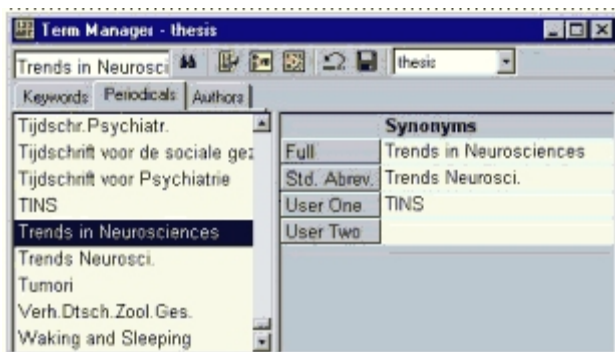 Term Manager - thesis
Trends in Neurosci thesis
Keywords Periodicals Authors
Tijdschr.Psychiatr.
Tijdschrift voor de sociale gez
Tijdschrift voor Psychiatrie
TINS
Trends in Neurosciences
Trends Neurosci.
Tumori
Verh.Dtsch.Zool.Ges.
Waking and Sleeping
Synonyms
Full Trends in Neurosciences
Std. Abrev. Trends Neurosci.
User One TINS
User Two